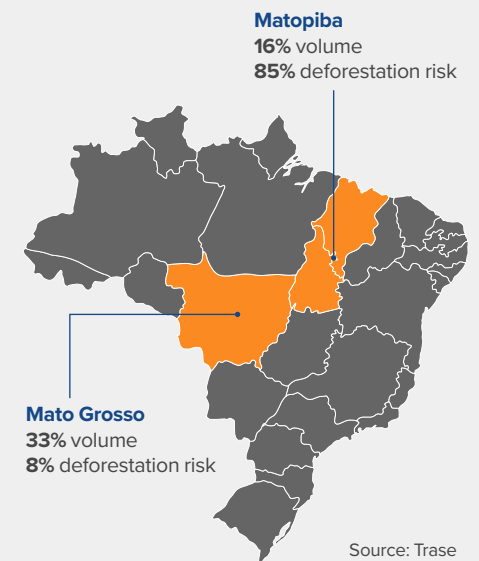 Matopiba
16% volume
85% deforestation risk
Mato Grosso
33% volume
8% deforestation risk
Source: Trase